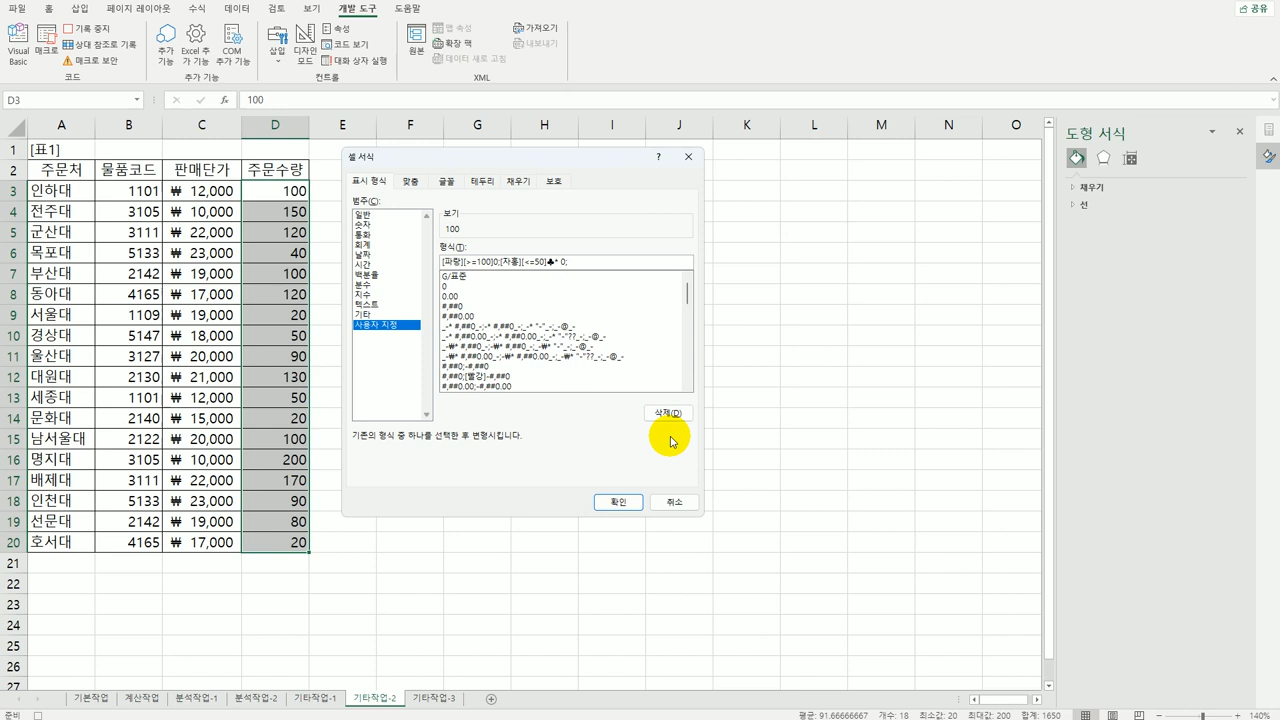 파일 홈 삽입 페이지 레이아웃 수식 데이터 검토 보기 개발 도구 도움말 공유
Visual Basic
매크로
기록 중지
상대 참조로 기록
매크로 보안
코드
추가 기능
Excel 추가 기능
COM 추가 기능
추가 기능
삽입
디자인 모드
속성
코드 보기
대화 상자 실행
컨트롤
원본
맵 속성
확장 팩
데이터 새로 고침
가져오기
내보내기
XML
D3 fx 100
A B C D E F G H I J K L M N O
1 [표1]
2 주문처 물품코드 판매단가 주문수량
3 인하대 1101 ₩ 12,000 100
4 전주대 3105 ₩ 10,000 150
5 군산대 3111 ₩ 22,000 120
6 목포대 5133 ₩ 23,000 40
7 부산대 2142 ₩ 19,000 100
8 동아대 4165 ₩ 17,000 120
9 서울대 1109 ₩ 19,000 20
10 경상대 5147 ₩ 18,000 50
11 울산대 3127 ₩ 20,000 90
12 대원대 2130 ₩ 21,000 130
13 세종대 1101 ₩ 12,000 50
14 문화대 2140 ₩ 15,000 20
15 남서울대 2122 ₩ 20,000 100
16 명지대 3105 ₩ 10,000 200
17 배제대 3111 ₩ 22,000 170
18 인천대 5133 ₩ 23,000 90
19 선문대 2142 ₩ 19,000 80
20 호서대 4165 ₩ 17,000 20
21
22
23
24
25
26
27
셀 서식 ?
표시 형식 맞춤 글꼴 테두리 채우기 보호
범주(C):
일반
숫자
통화
회계
날짜
시간
백분율
분수
지수
텍스트
기타
사용자 지정
보기
100
형식(T):
[파랑][>=100]0;[자홍][<=50]♣* 0;
G/표준
0
0.00
#,##0
#,##0.00
_-* #,##0_-;-* #,##0_-;_-* "-"_-;_-@_-
_-* #,##0.00_-;-* #,##0.00_-;_-* "-"??_-;_-@_-
_-₩* #,##0_-;-₩* #,##0_-;_-₩* "-"_-;_-@_-
_-₩* #,##0.00_-;-₩* #,##0.00_-;_-₩* "-"??_-;_-@_-
#,##0;-#,##0
#,##0;[빨강]-#,##0
#,##0.00;-#,##0.00
삭제(D)
기존의 형식 중 하나를 선택한 후 변형시킵니다.
확인 취소
도형 서식
채우기
선
기본작업 계산작업 분석작업-1 분석작업-2 기타작업-1 기타작업-2 기타작업-3
준비 평균: 91.66666667 개수: 18 최소값: 20 최대값: 200 합계: 1650 140%